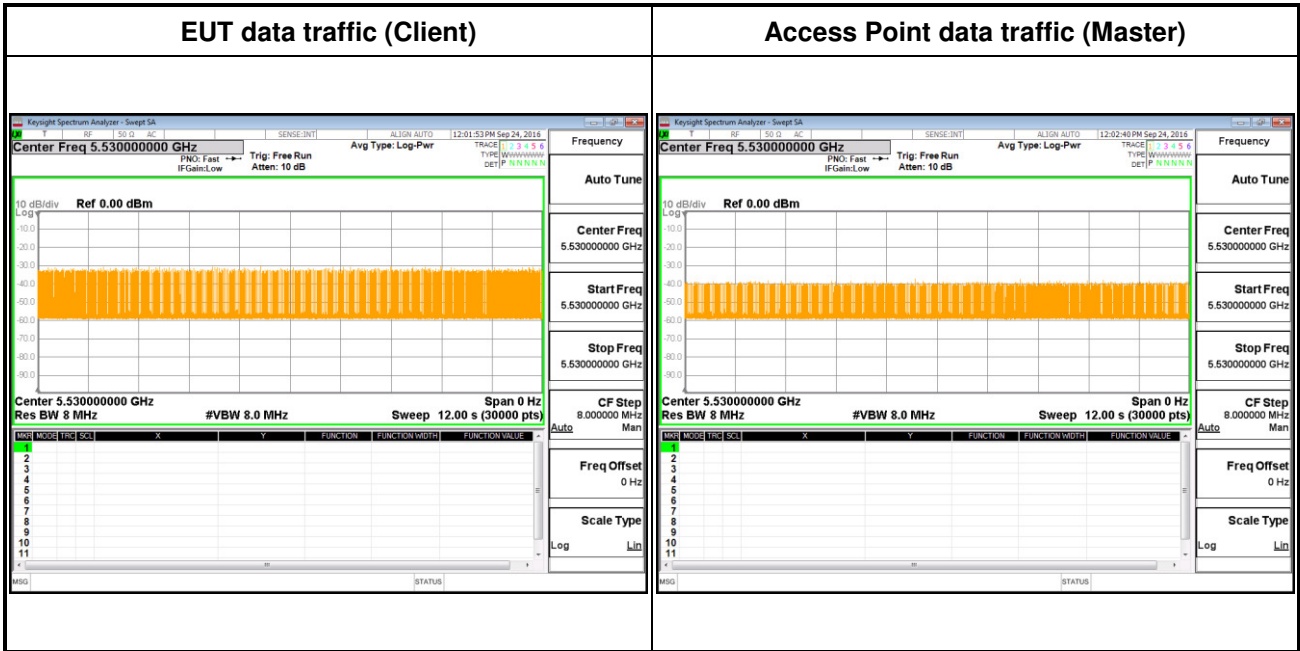 EUT data traffic (Client)
Access Point data traffic (Master)
Keysight Spectrum Analyzer - Swept SA
T RF 50 Ω AC SENSE:INT ALIGN AUTO 12:01:53 PM Sep 24, 2016
Center Freq 5.530000000 GHz
PNO: Fast
IFGain:Low
Trig: Free Run
Atten: 10 dB
Avg Type: Log-Pwr
TRACE 1 2 3 4 5 6
TYPE WWWWWWW
DET P N N N N N
10 dB/div Ref 0.00 dBm
Log
-10.0
-20.0
-30.0
-40.0
-50.0
-60.0
-70.0
-80.0
-90.0
Center 5.530000000 GHz Span 0 Hz
Res BW 8 MHz #VBW 8.0 MHz Sweep 12.00 s (30000 pts)
MKR MODE TRC SCL X Y FUNCTION FUNCTION WIDTH FUNCTION VALUE
1
2
3
4
5
6
7
8
9
10
11
MSG STATUS
Frequency
Auto Tune
Center Freq
5.530000000 GHz
Start Freq
5.530000000 GHz
Stop Freq
5.530000000 GHz
CF Step
8.000000 MHz
Auto Man
Freq Offset
0 Hz
Scale Type
Log Lin
Keysight Spectrum Analyzer - Swept SA
T RF 50 Ω AC SENSE:INT ALIGN AUTO 12:02:40 PM Sep 24, 2016
Center Freq 5.530000000 GHz
PNO: Fast
IFGain:Low
Trig: Free Run
Atten: 10 dB
Avg Type: Log-Pwr
TRACE 1 2 3 4 5 6
TYPE WWWWWWW
DET P N N N N N
10 dB/div Ref 0.00 dBm
Log
-10.0
-20.0
-30.0
-40.0
-50.0
-60.0
-70.0
-80.0
-90.0
Center 5.530000000 GHz Span 0 Hz
Res BW 8 MHz #VBW 8.0 MHz Sweep 12.00 s (30000 pts)
MKR MODE TRC SCL X Y FUNCTION FUNCTION WIDTH FUNCTION VALUE
1
2
3
4
5
6
7
8
9
10
11
MSG STATUS
Frequency
Auto Tune
Center Freq
5.530000000 GHz
Start Freq
5.530000000 GHz
Stop Freq
5.530000000 GHz
CF Step
8.000000 MHz
Auto Man
Freq Offset
0 Hz
Scale Type
Log Lin